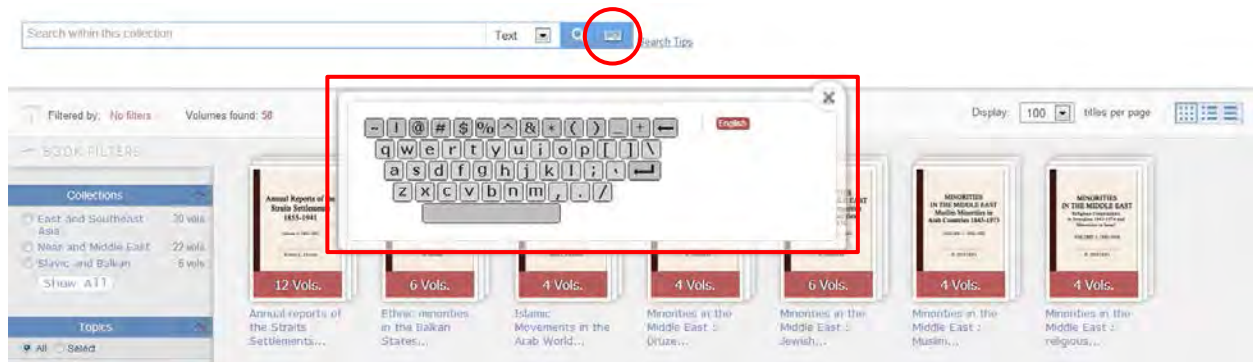 Search within this collection
Text
Search Tips
Filtered by: No filters
Volumes found: 58
Display: 100 titles per page
BOOK FILTERS
Collections
East and Southeast Asia
20 vols
Near and Middle East
22 vols
Slavic and Balkan
6 vols
Show All
Topics
All Select
~ ! @ # $ % ^ & * ( ) _ +
q w e r t y u i o p [ ] \
a s d f g h j k l ; '
z x c v b n m , . /
English
Annual Reports of the
Straits Settlements
1855-1941
12 Vols.
6 Vols.
4 Vols.
4 Vols.
6 Vols.
MINORITIES
IN THE MIDDLE EAST
Muslim Minorities in
Arab Countries 1843-1973
4 Vols.
MINORITIES
IN THE MIDDLE EAST
4 Vols.
Annual reports of
the Straits
Settlements...
Ethnic minorities
in the Balkan
States...
Islamic
Movements in the
Arab World...
Minorities in the
Middle East :
Druze...
Minorities in the
Middle East :
Jewish...
Minorities in the
Middle East :
Muslim...
Minorities in the
Middle East :
religious...